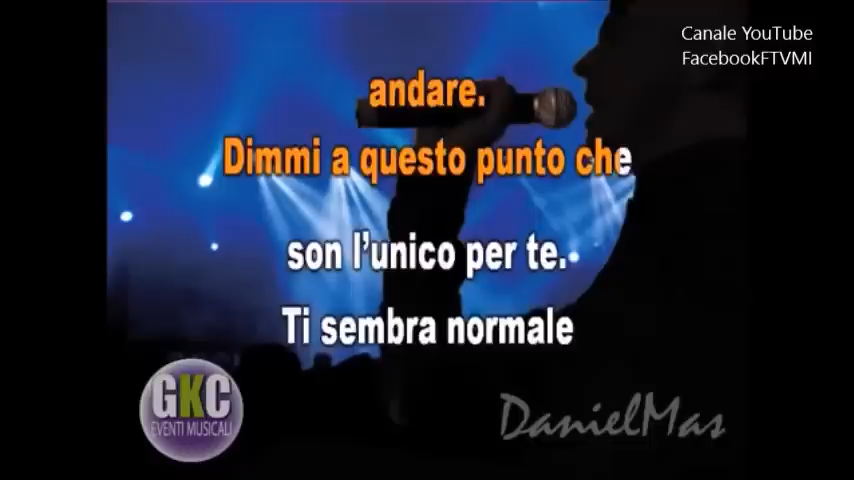 Canale YouTube
FacebookFTVMI
andare.
Dimmi a questo punto che
son l'unico per te.
Ti sembra normale
GKC
EVENTI MUSICALI
DanielMas